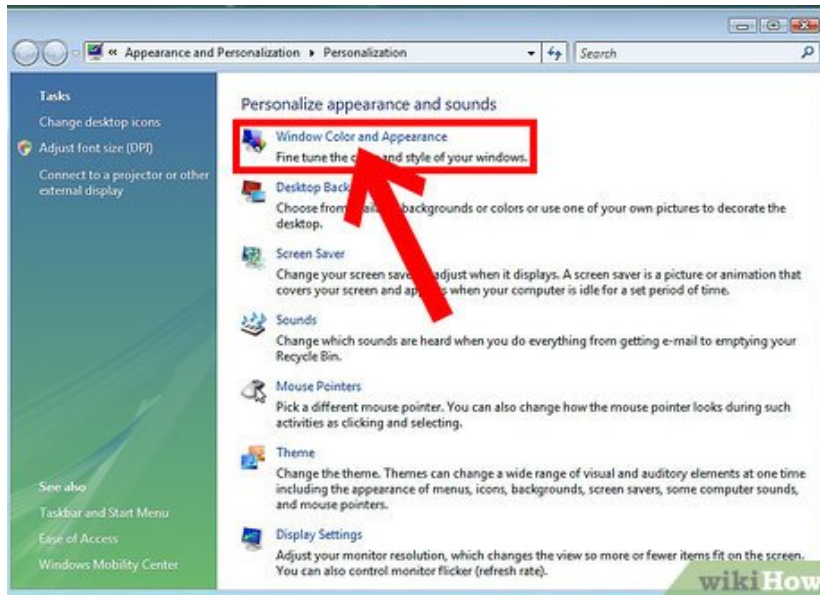 « Appearance and Personalization ▸ Personalization
Search
Tasks
Change desktop icons
Adjust font size (DPI)
Connect to a projector or other
external display
See also
Taskbar and Start Menu
Ease of Access
Windows Mobility Center
Personalize appearance and sounds
Window Color and Appearance
Fine tune the and style of your windows.
Desktop
Choose from backgrounds or colors or use one of your own pictures to decorate the
desktop.
Screen Saver
Change your screen adjust when it displays. A screen saver is a picture or animation that
covers your screen and when your computer is idle for a set period of time.
Sounds
Change which sounds are heard when you do everything from getting e-mail to emptying your
Recycle Bin.
Mouse Pointers
Pick a different mouse pointer. You can also change how the mouse pointer looks during such
activities as clicking and selecting.
Theme
Change the theme. Themes can change a wide range of visual and auditory elements at one time
including the appearance of menus, icons, backgrounds, screen savers, some computer sounds,
and mouse pointers.
Display Settings
Adjust your monitor resolution, which changes the view so more or fewer items fit on the screen.
You can also control monitor flicker (refresh rate).
wikiHow